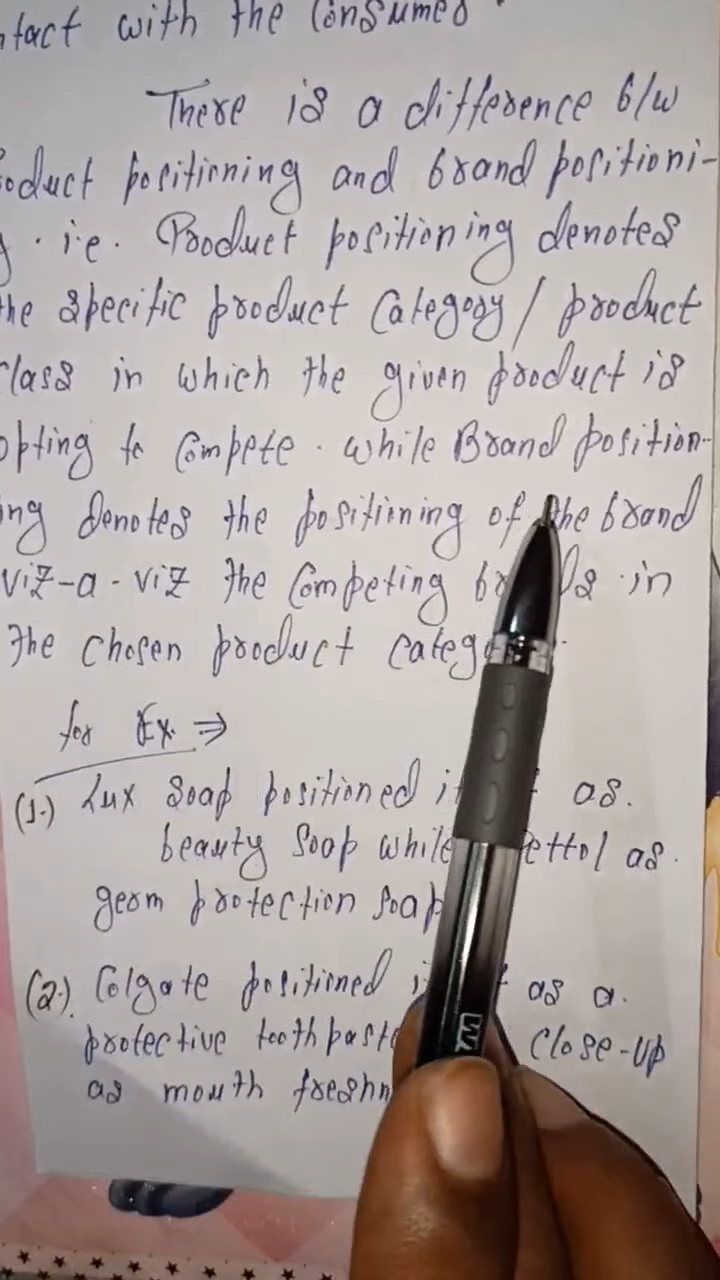 ntact with the Consumer
There is a difference b/w
oduct positioning and brand positioni-
g. i.e. Product positioning denotes
the specific product Category / product
Class in which the given product is
opting to Compete. while Brand position-
ing denotes the positioning of the brand
viz-a-viz the Competing in
the chosen product
for Ex. ⇒
(1.) Lux Soap positioned as.
beauty Soap while Dettol as.
germ protection soap
(2.) Colgate positioned as a.
protective toothpaste Close-Up
as mouth freshn